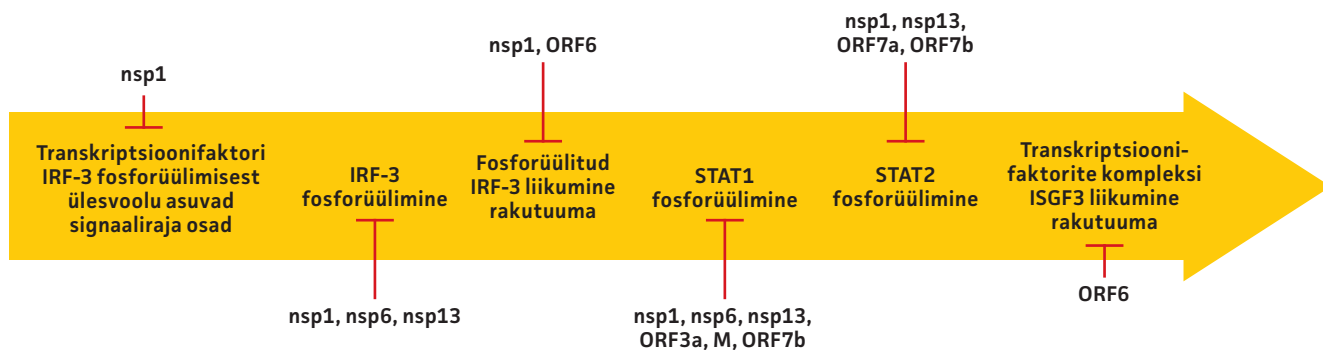 nsp1
Transkriptsioonifaktori
IRF-3 fosforüülimisest
ülesvoolu asuvad
signaaliraja osad
IRF-3
fosforüülimine
nsp1, nsp6, nsp13
nsp1, ORF6
Fosforüülitud
IRF-3 liikumine
rakutuuma
STAT1
fosforüülimine
nsp1, nsp6, nsp13,
ORF3a, M, ORF7b
nsp1, nsp13,
ORF7a, ORF7b
STAT2
fosforüülimine
Transkriptsiooni-
faktorite kompleksi
ISGF3 liikumine
rakutuuma
ORF6